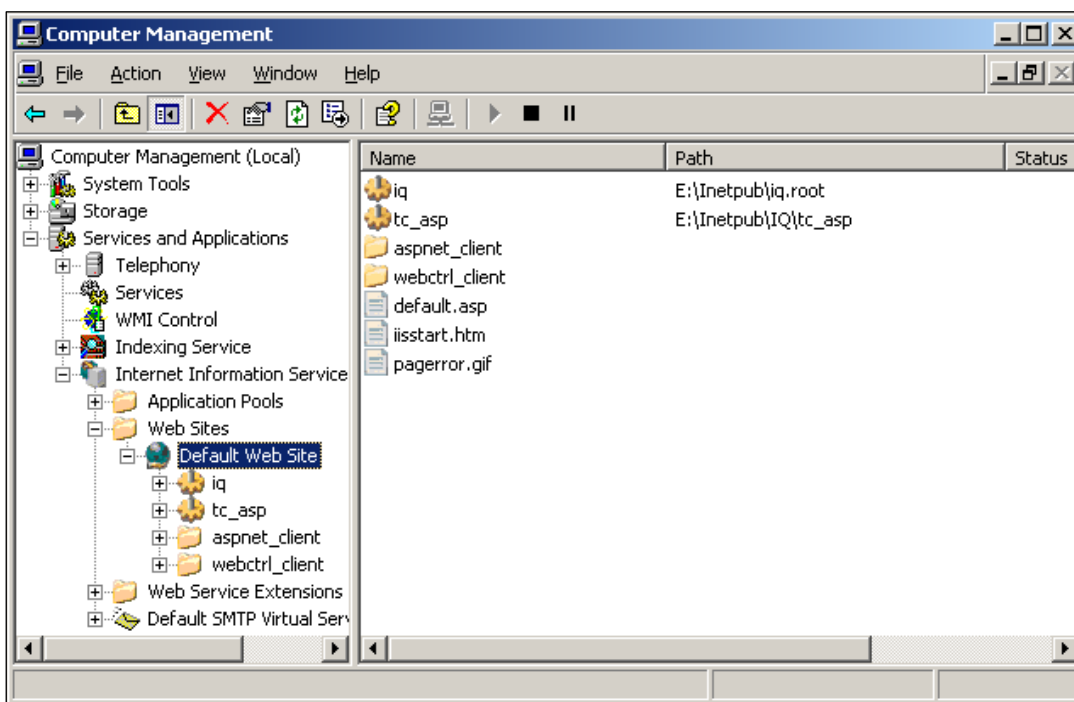 Computer Management
File Action View Window Help
Computer Management (Local)
System Tools
Storage
Services and Applications
Telephony
Services
WMI Control
Indexing Service
Internet Information Service
Application Pools
Web Sites
Default Web Site
iq
tc_asp
aspnet_client
webctrl_client
Web Service Extensions
Default SMTP Virtual Serv
Name Path Status
iq E:\Inetpub\iq.root
tc_asp E:\Inetpub\IQ\tc_asp
aspnet_client
webctrl_client
default.asp
iisstart.htm
pagerror.gif